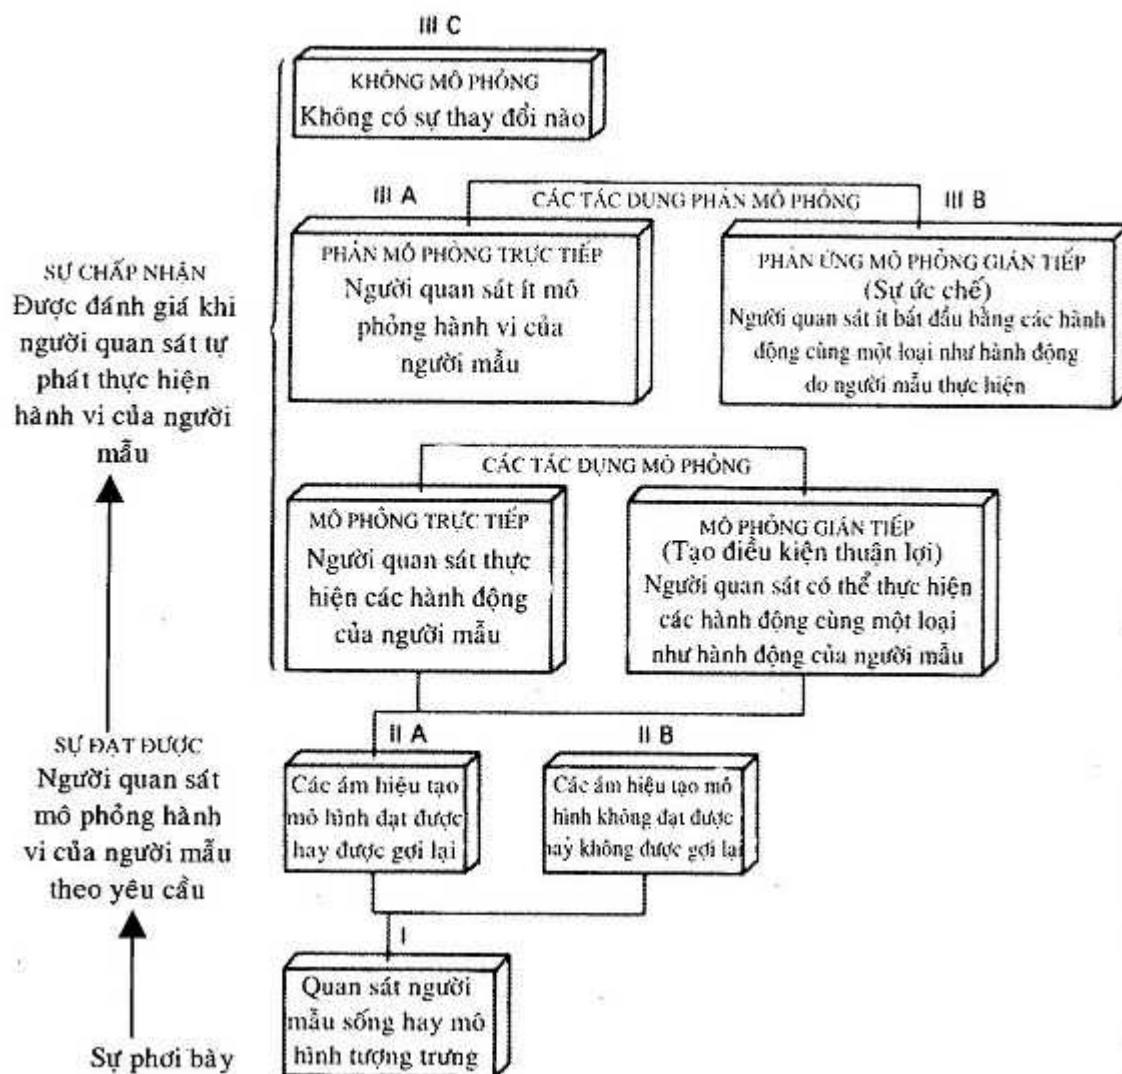 III C
KHÔNG MÔ PHỎNG
Không có sự thay đổi nào
III A
CÁC TÁC DỤNG PHẢN MÔ PHỎNG
III B
PHẢN MÔ PHỎNG TRỰC TIẾP
Người quan sát ít mô
phỏng hành vi của
người mẫu
PHẢN ỨNG MÔ PHỎNG GIÁN TIẾP
(Sự ức chế)
Người quan sát ít bắt đầu bằng các hành
động cùng một loại như hành động
do người mẫu thực hiện
SỰ CHẤP NHẬN
Được đánh giá khi
người quan sát tự
phát thực hiện
hành vi của người
mẫu
CÁC TÁC DỤNG MÔ PHỎNG
MÔ PHỎNG TRỰC TIẾP
Người quan sát thực
hiện các hành động
của người mẫu
MÔ PHỎNG GIÁN TIẾP
(Tạo điều kiện thuận lợi)
Người quan sát có thể thực hiện
các hành động cùng một loại
như hành động của người mẫu
SỰ ĐẠT ĐƯỢC
Người quan sát
mô phỏng hành
vi của người mẫu
theo yêu cầu
II A
Các ám hiệu tạo
mô hình đạt được
hay được gợi lại
II B
Các ám hiệu tạo mô
hình không đạt được
hay không được gợi lại
I
Quan sát người
mẫu sống hay mô
hình tượng trưng
Sự phơi bày